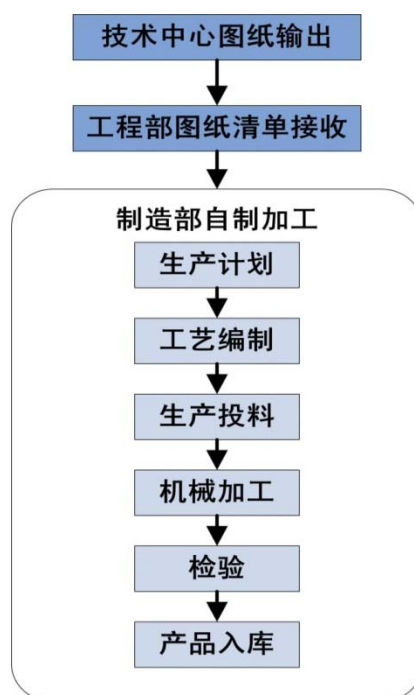 技术中心图纸输出
工程部图纸清单接收
制造部自制加工
生产计划
工艺编制
生产投料
机械加工
检验
产品入库